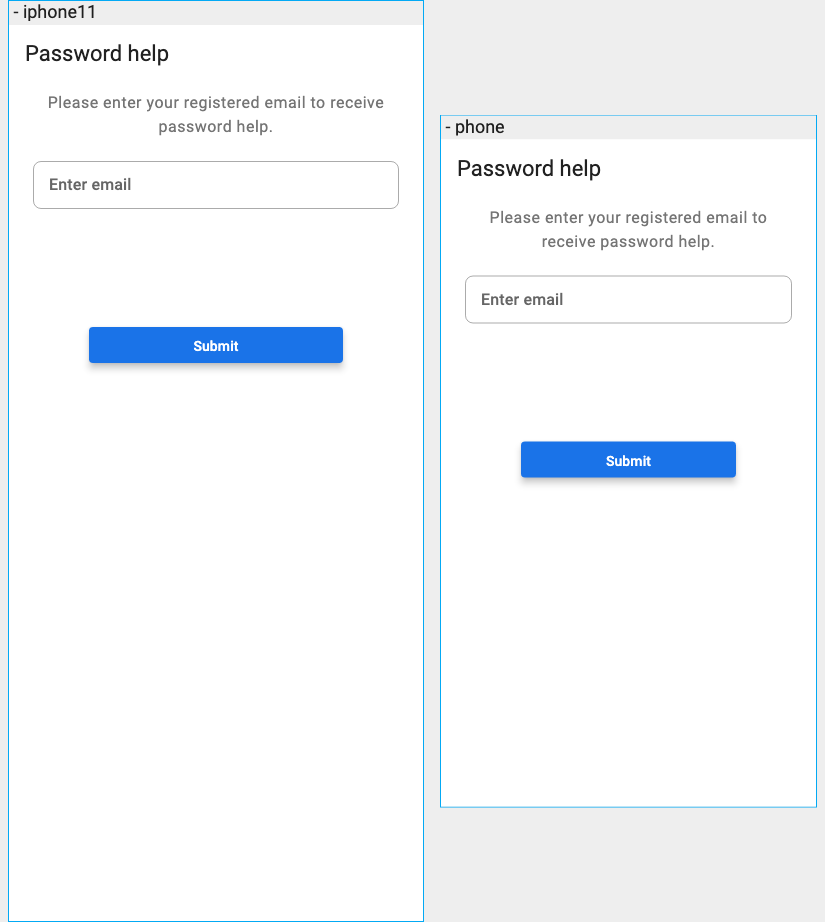 - iphone11
Password help
Please enter your registered email to receive
password help.
Enter email
Submit
- phone
Password help
Please enter your registered email to
receive password help.
Enter email
Submit